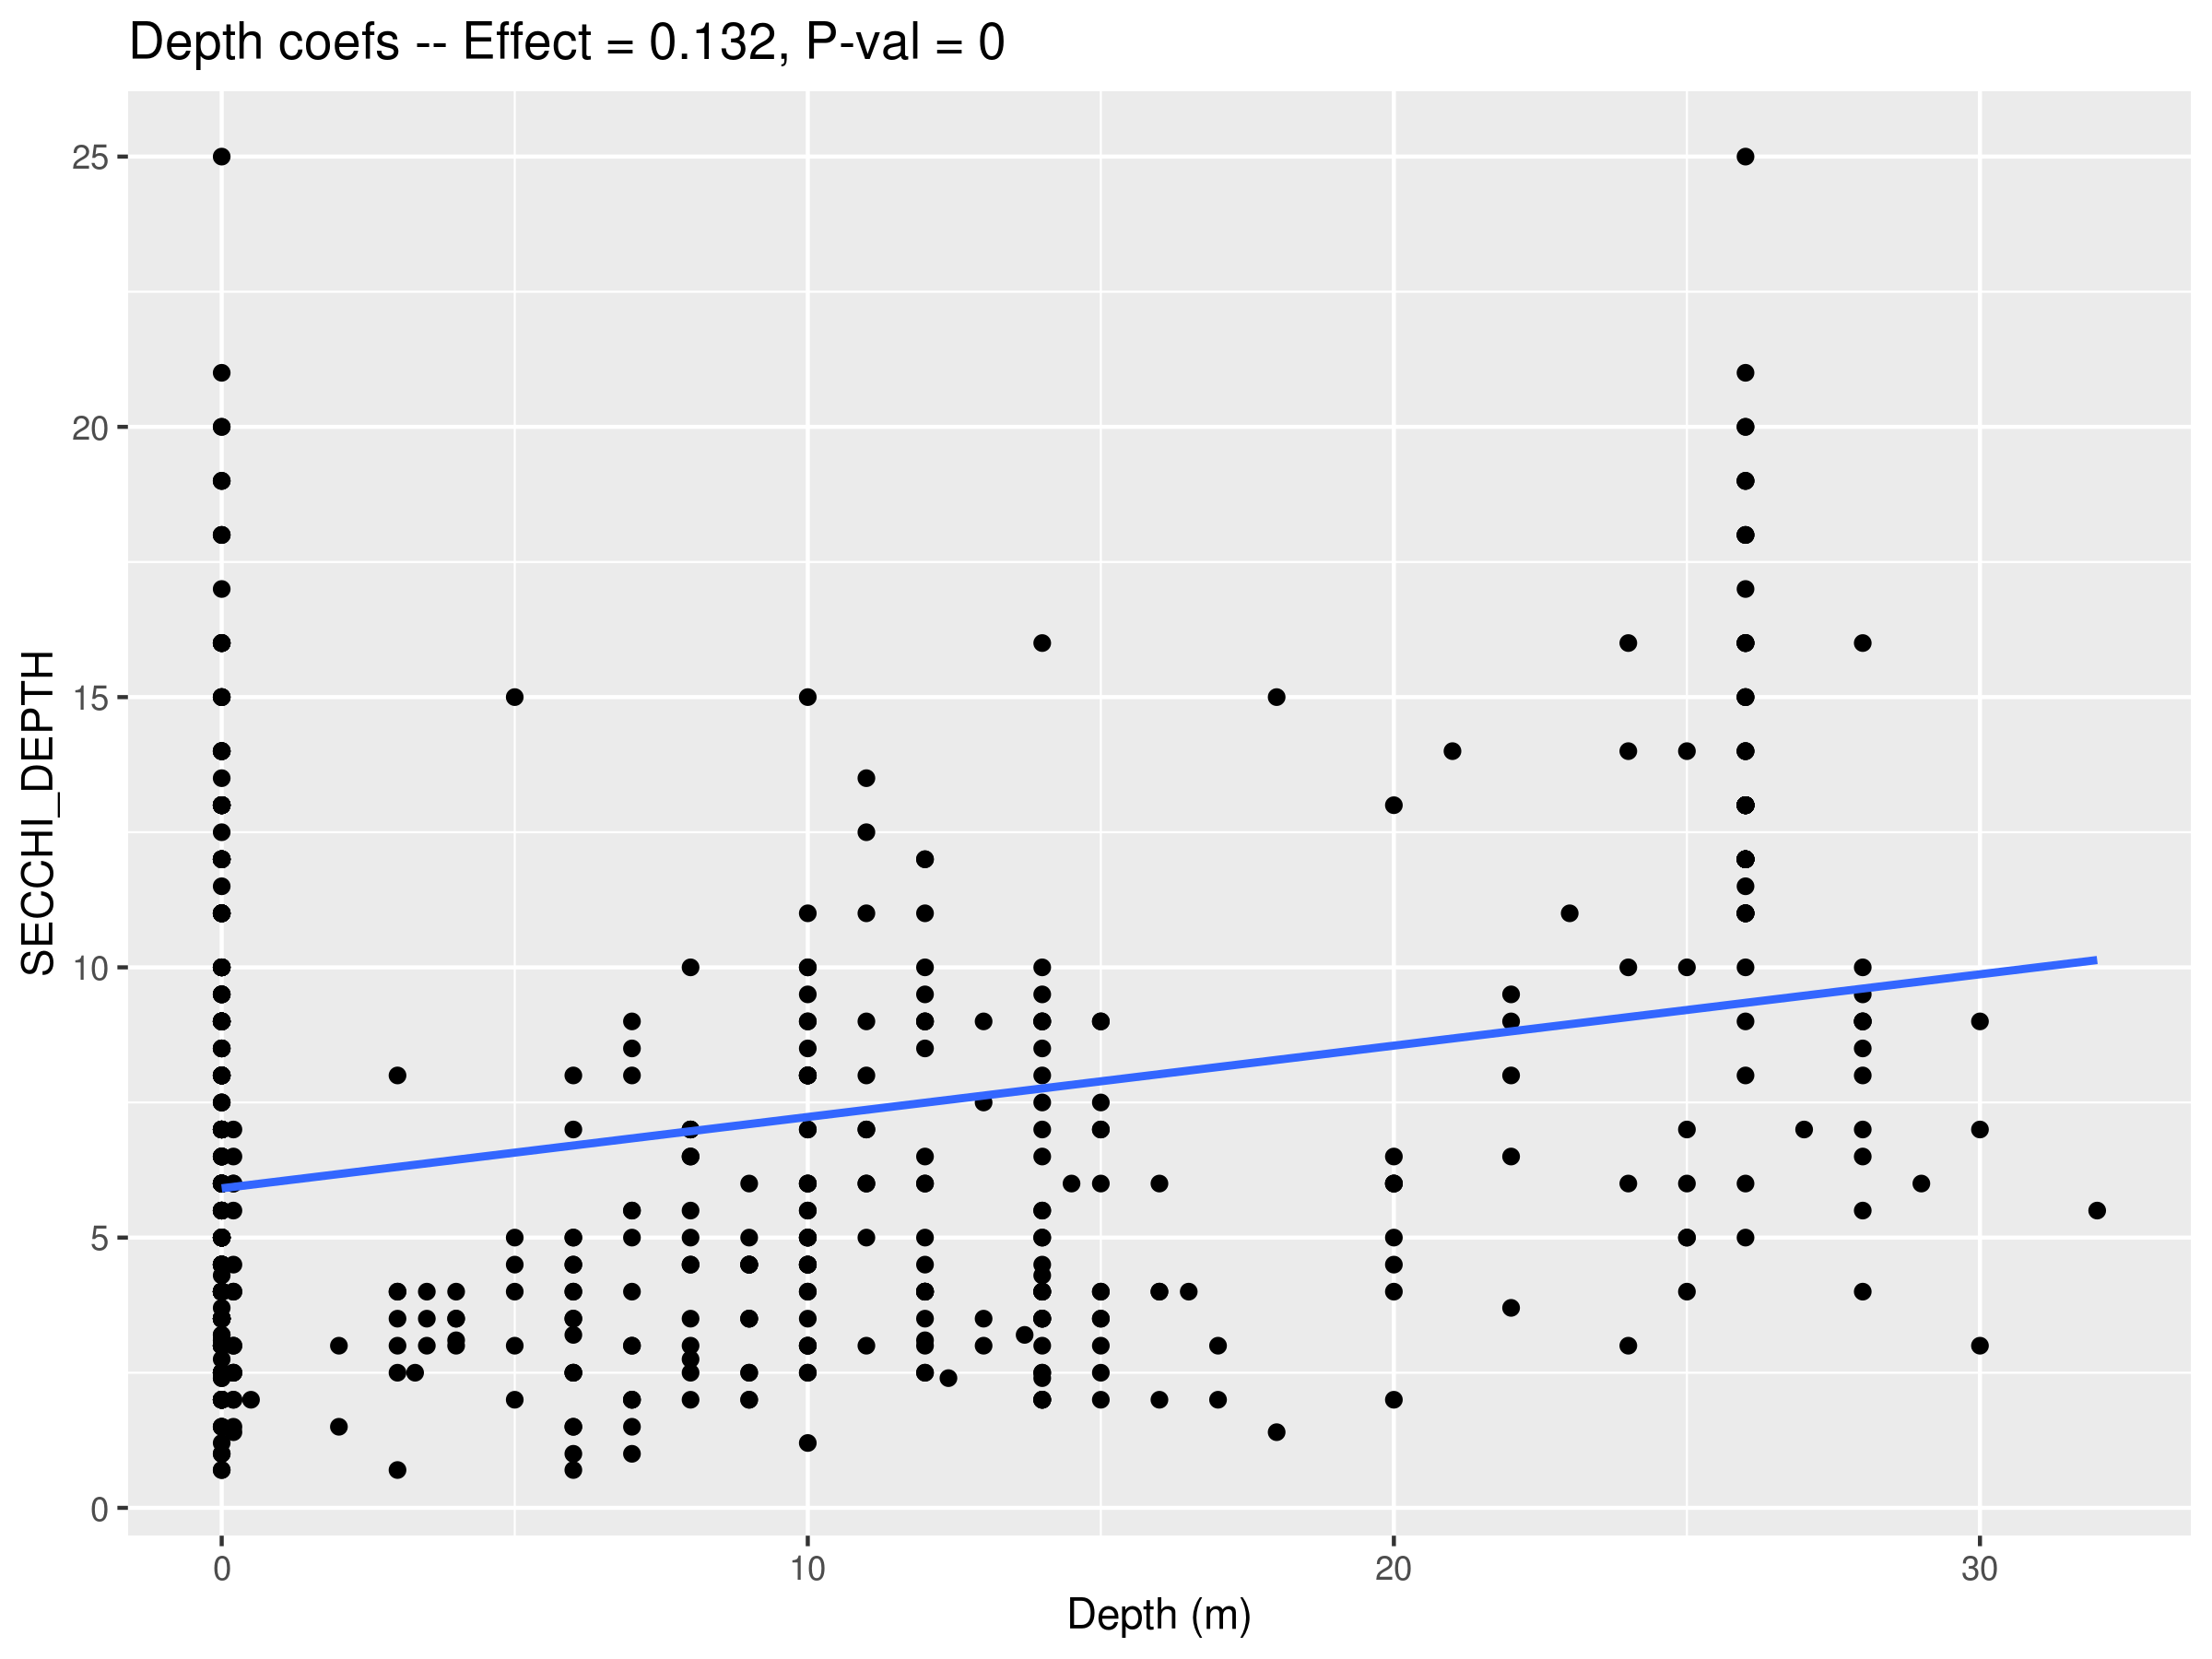 Depth coefs -- Effect = 0.132, P-val = 0
25
20
15
10
5
0
SECCHI_DEPTH
0 10 20 30
Depth (m)